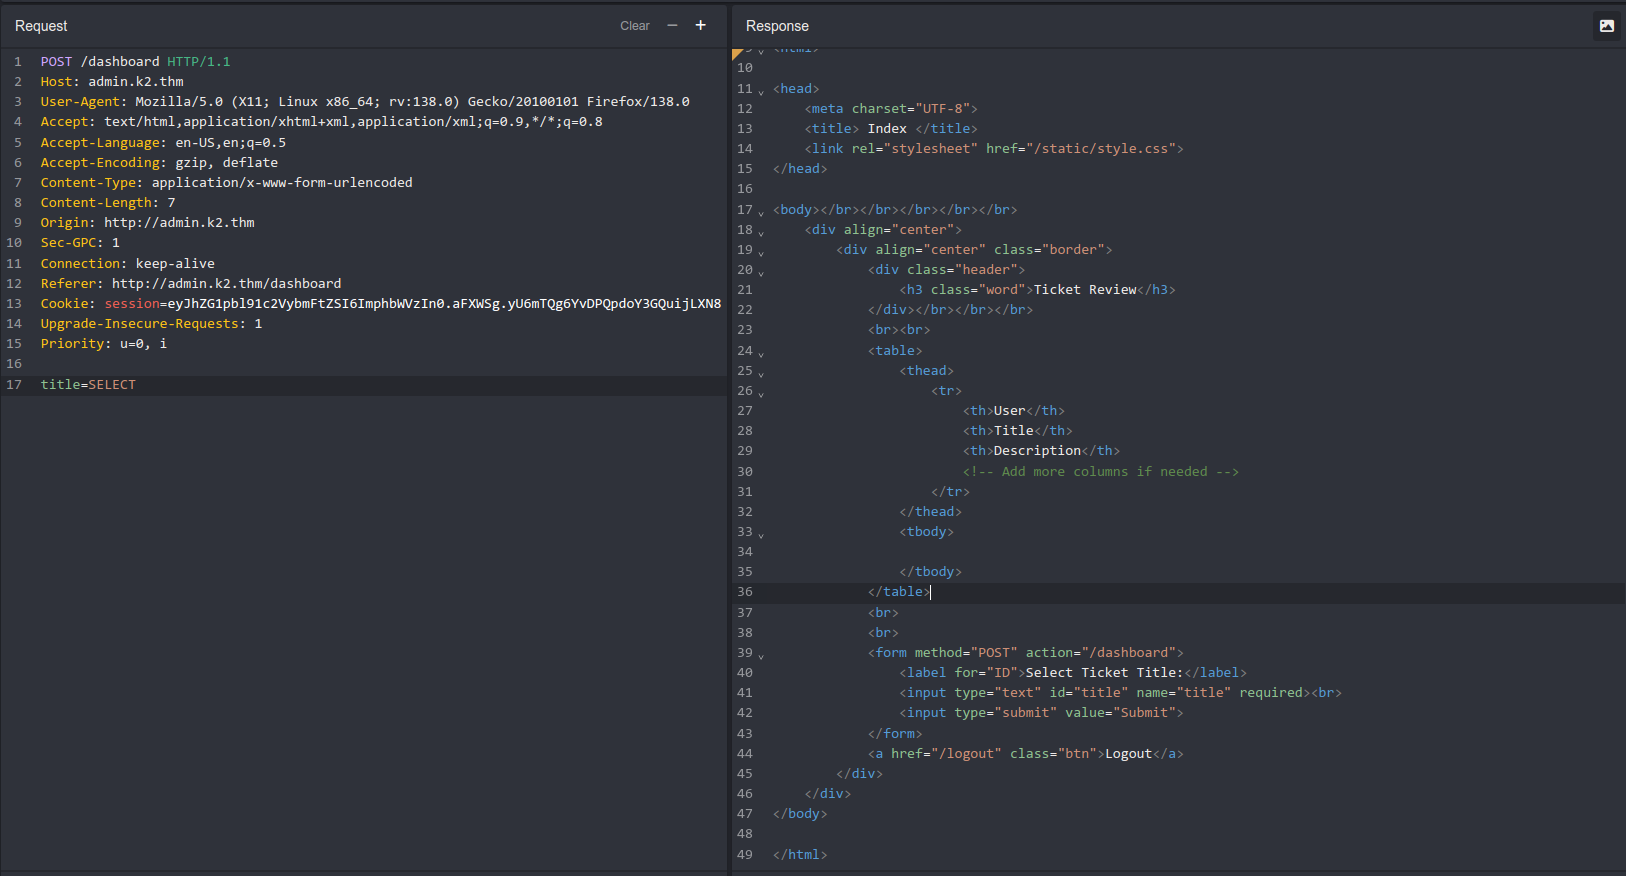 Request
Clear
1 POST /dashboard HTTP/1.1
2 Host: admin.k2.thm
3 User-Agent: Mozilla/5.0 (X11; Linux x86_64; rv:138.0) Gecko/20100101 Firefox/138.0
4 Accept: text/html,application/xhtml+xml,application/xml;q=0.9,*/*;q=0.8
5 Accept-Language: en-US,en;q=0.5
6 Accept-Encoding: gzip, deflate
7 Content-Type: application/x-www-form-urlencoded
8 Content-Length: 7
9 Origin: http://admin.k2.thm
10 Sec-GPC: 1
11 Connection: keep-alive
12 Referer: http://admin.k2.thm/dashboard
13 Cookie: session=eyJhZG1pbl91c2VybmFtZSI6ImphbWVzIn0.aFXWSg.yU6mTQg6YvDPQpdoY3GQuijLXN8
14 Upgrade-Insecure-Requests: 1
15 Priority: u=0, i
16
17 title=SELECT
Response
9 <html>
10
11 <head>
12 <meta charset="UTF-8">
13 <title> Index </title>
14 <link rel="stylesheet" href="/static/style.css">
15 </head>
16
17 <body></br></br></br></br></br>
18 <div align="center">
19 <div align="center" class="border">
20 <div class="header">
21 <h3 class="word">Ticket Review</h3>
22 </div></br></br></br>
23 <br><br>
24 <table>
25 <thead>
26 <tr>
27 <th>User</th>
28 <th>Title</th>
29 <th>Description</th>
30 <!-- Add more columns if needed -->
31 </tr>
32 </thead>
33 <tbody>
34
35 </tbody>
36 </table>
37 <br>
38 <br>
39 <form method="POST" action="/dashboard">
40 <label for="ID">Select Ticket Title:</label>
41 <input type="text" id="title" name="title" required><br>
42 <input type="submit" value="Submit">
43 </form>
44 <a href="/logout" class="btn">Logout</a>
45 </div>
46 </div>
47 </body>
48
49 </html>